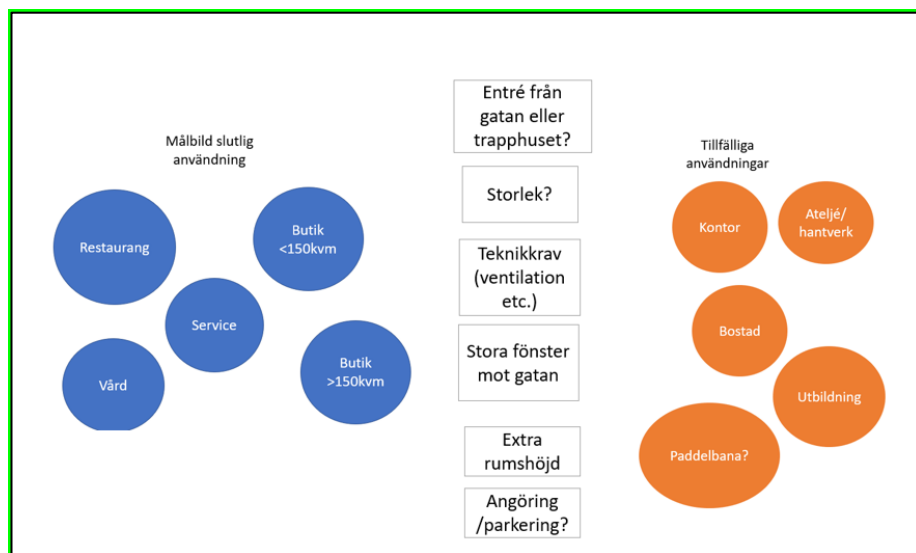 Målbild slutlig
användning
Restaurang
Butik
<150kvm
Service
Vård
Butik
>150kvm
Entré från
gatan eller
trapphuset?
Storlek?
Teknikkrav
(ventilation
etc.)
Stora fönster
mot gatan
Extra
rumshöjd
Angöring
/parkering?
Tillfälliga
användningar
Kontor
Ateljé/
hantverk
Bostad
Utbildning
Paddelbana?